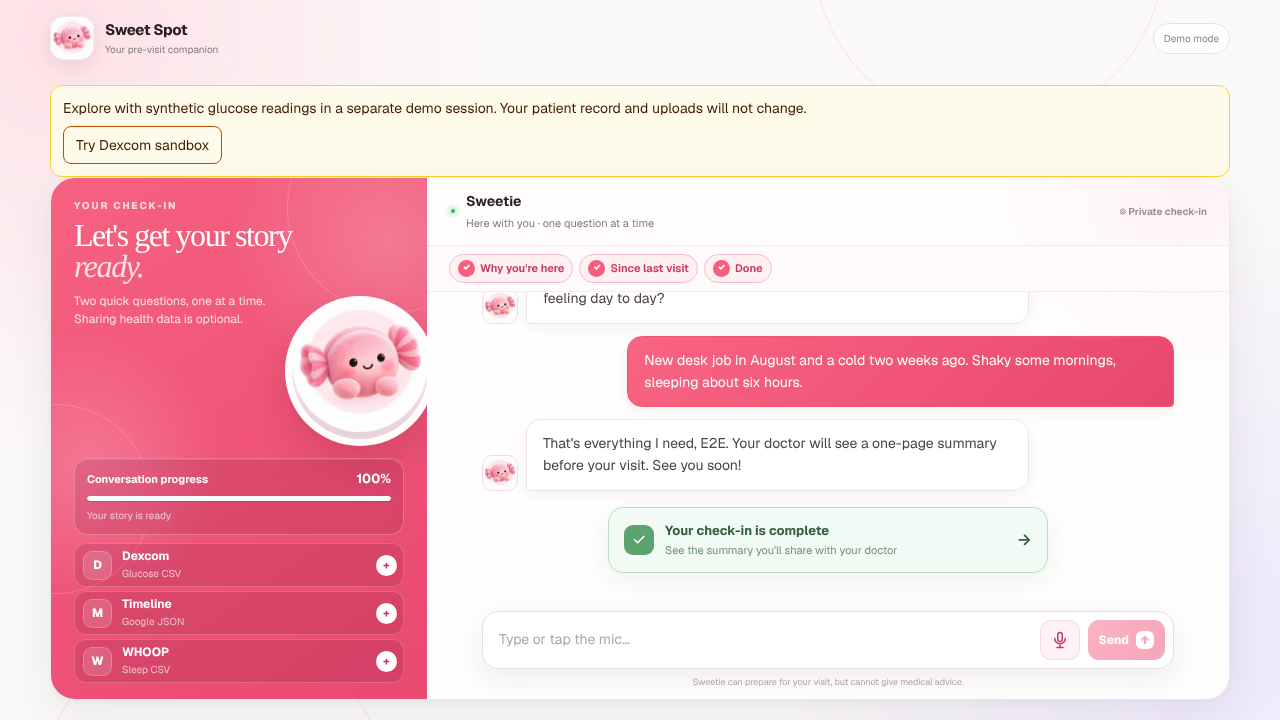 Sweet Spot
Your pre-visit companion
Demo mode
Explore with synthetic glucose readings in a separate demo session. Your patient record and uploads will not change.
Try Dexcom sandbox
YOUR CHECK-IN
Let's get your story
ready.
Two quick questions, one at a time.
Sharing health data is optional.
Conversation progress
100%
Your story is ready
D
Dexcom
Glucose CSV
+
M
Timeline
Google JSON
+
W
WHOOP
Sleep CSV
+
Sweetie
Here with you · one question at a time
Private check-in
Why you're here
Since last visit
Done
feeling day to day?
New desk job in August and a cold two weeks ago. Shaky some mornings,
sleeping about six hours.
That's everything I need, E2E. Your doctor will see a one-page summary
before your visit. See you soon!
Your check-in is complete
See the summary you'll share with your doctor
Type or tap the mic...
Send
Sweetie can prepare for your visit, but cannot give medical advice.